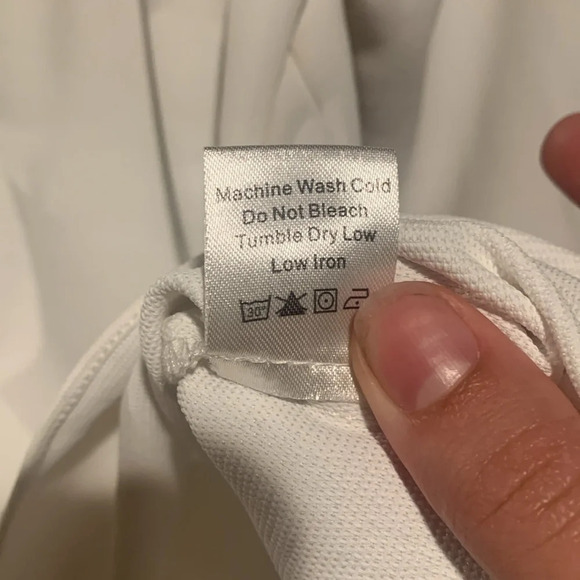 Machine Wash Cold
Do Not Bleach
Tumble Dry Low
Low Iron
30°